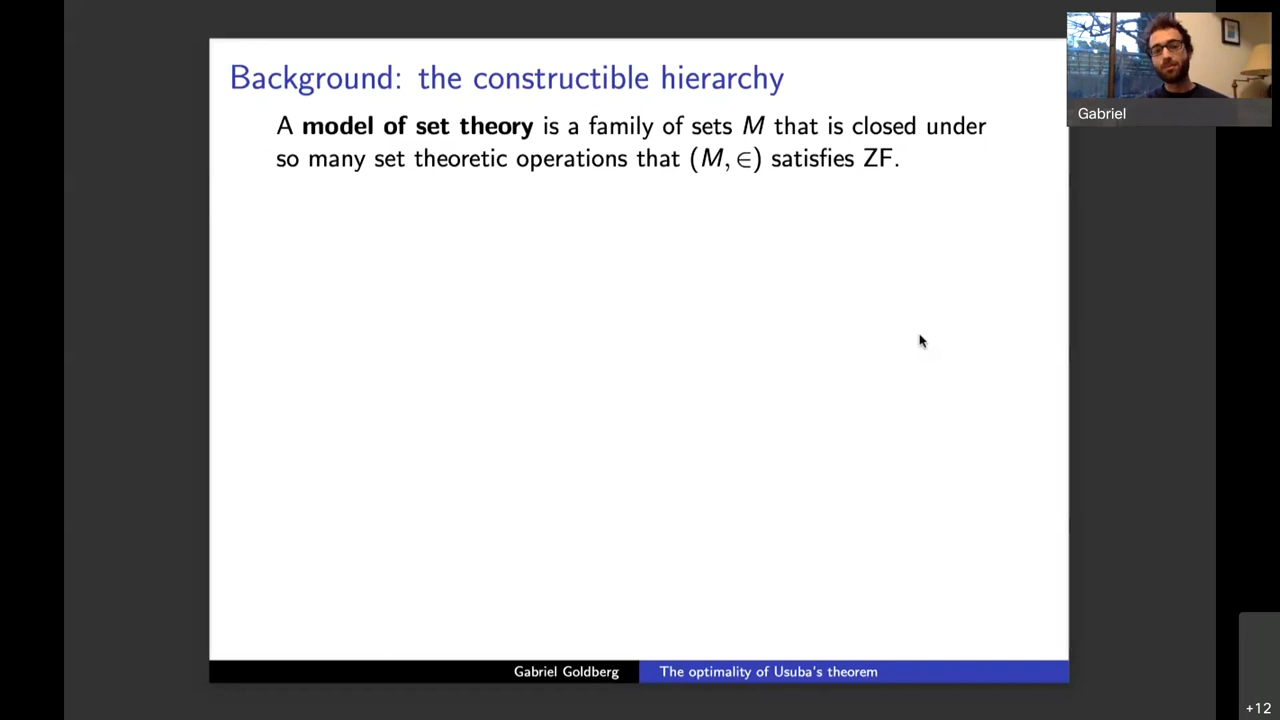 Background: the constructible hierarchy
A model of set theory is a family of sets M that is closed under
so many set theoretic operations that (M, ∈) satisfies ZF.
Gabriel
Gabriel Goldberg
The optimality of Usuba's theorem
+12